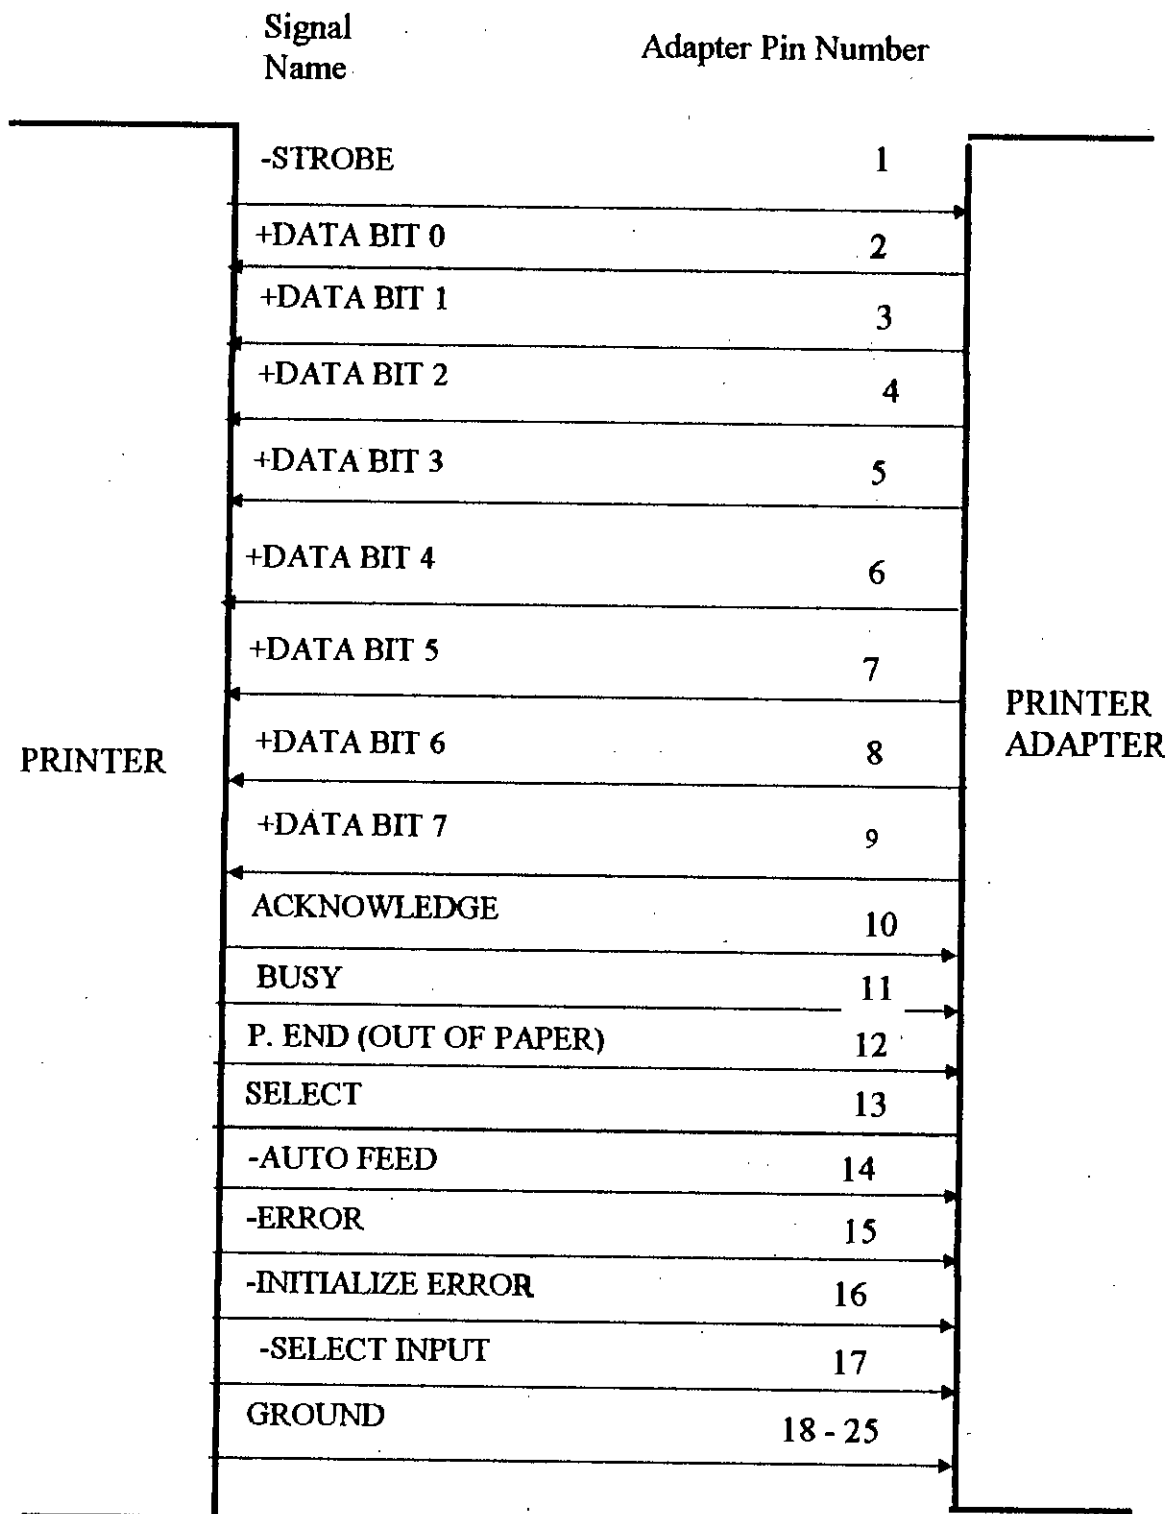 Signal
Name
Adapter Pin Number
-STROBE 1
+DATA BIT 0 2
+DATA BIT 1 3
+DATA BIT 2 4
+DATA BIT 3 5
+DATA BIT 4 6
+DATA BIT 5 7
+DATA BIT 6 8
+DATA BIT 7 9
PRINTER
PRINTER
ADAPTER
ACKNOWLEDGE 10
BUSY 11
P. END (OUT OF PAPER) 12
SELECT 13
-AUTO FEED 14
-ERROR 15
-INITIALIZE ERROR 16
-SELECT INPUT 17
GROUND 18 - 25